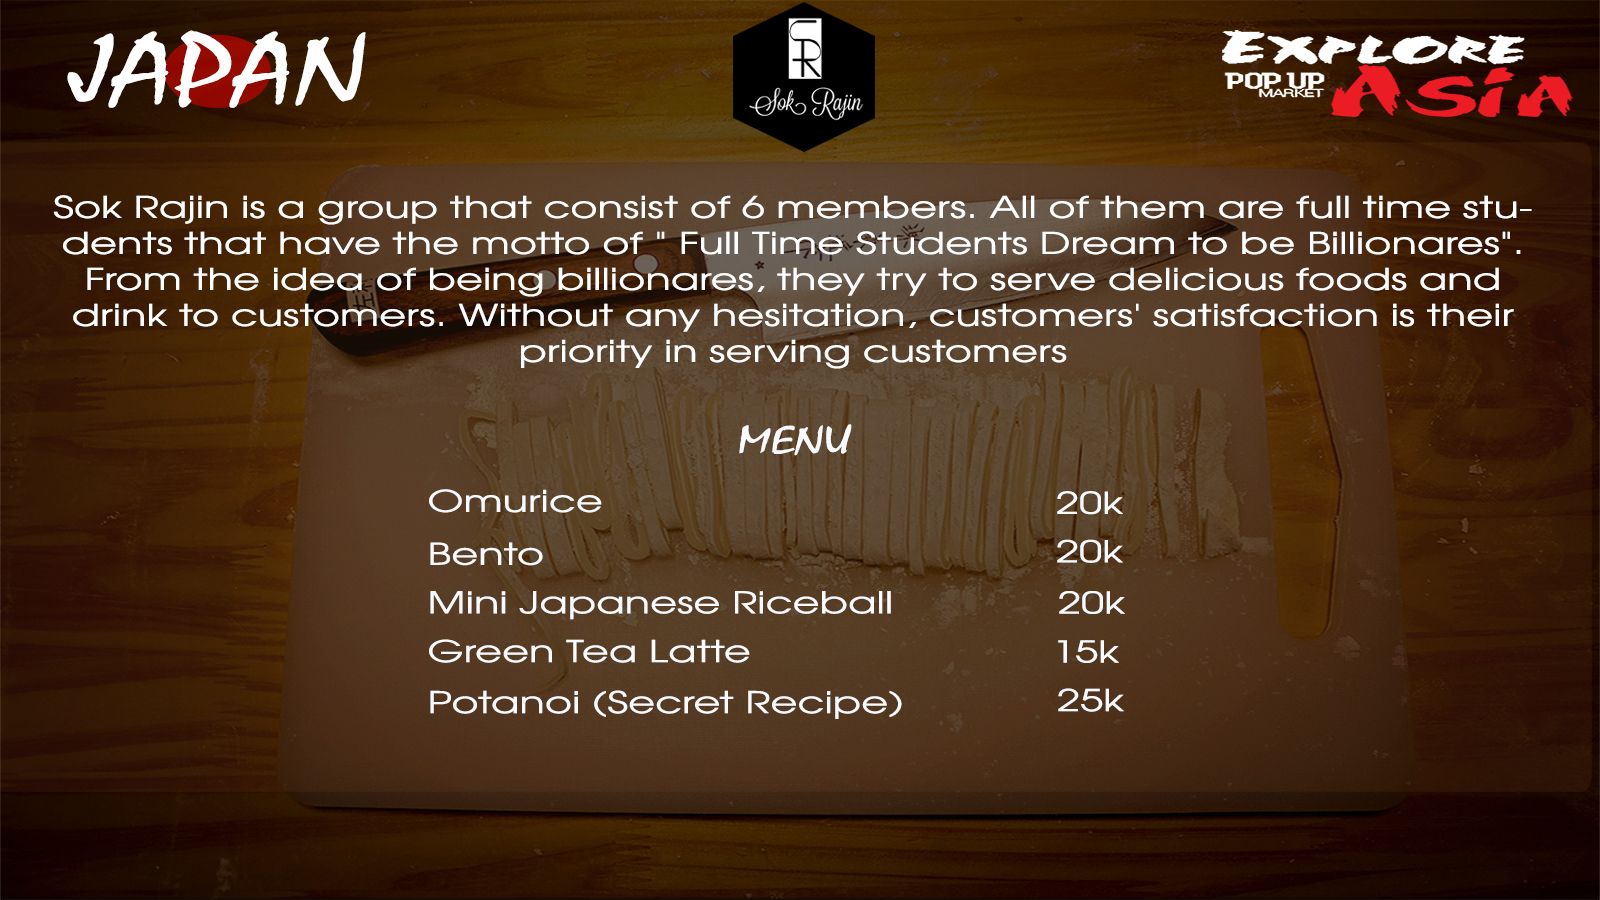 JAPAN
SR
Sok Rajin
EXPLORE
POP UP
MARKET
ASIA
Sok Rajin is a group that consist of 6 members. All of them are full time stu-
dents that have the motto of " Full Time Students Dream to be Billionares".
From the idea of being billionares, they try to serve delicious foods and
drink to customers. Without any hesitation, customers' satisfaction is their
priority in serving customers
MENU
Omurice 20k
Bento 20k
Mini Japanese Riceball 20k
Green Tea Latte 15k
Potanoi (Secret Recipe) 25k